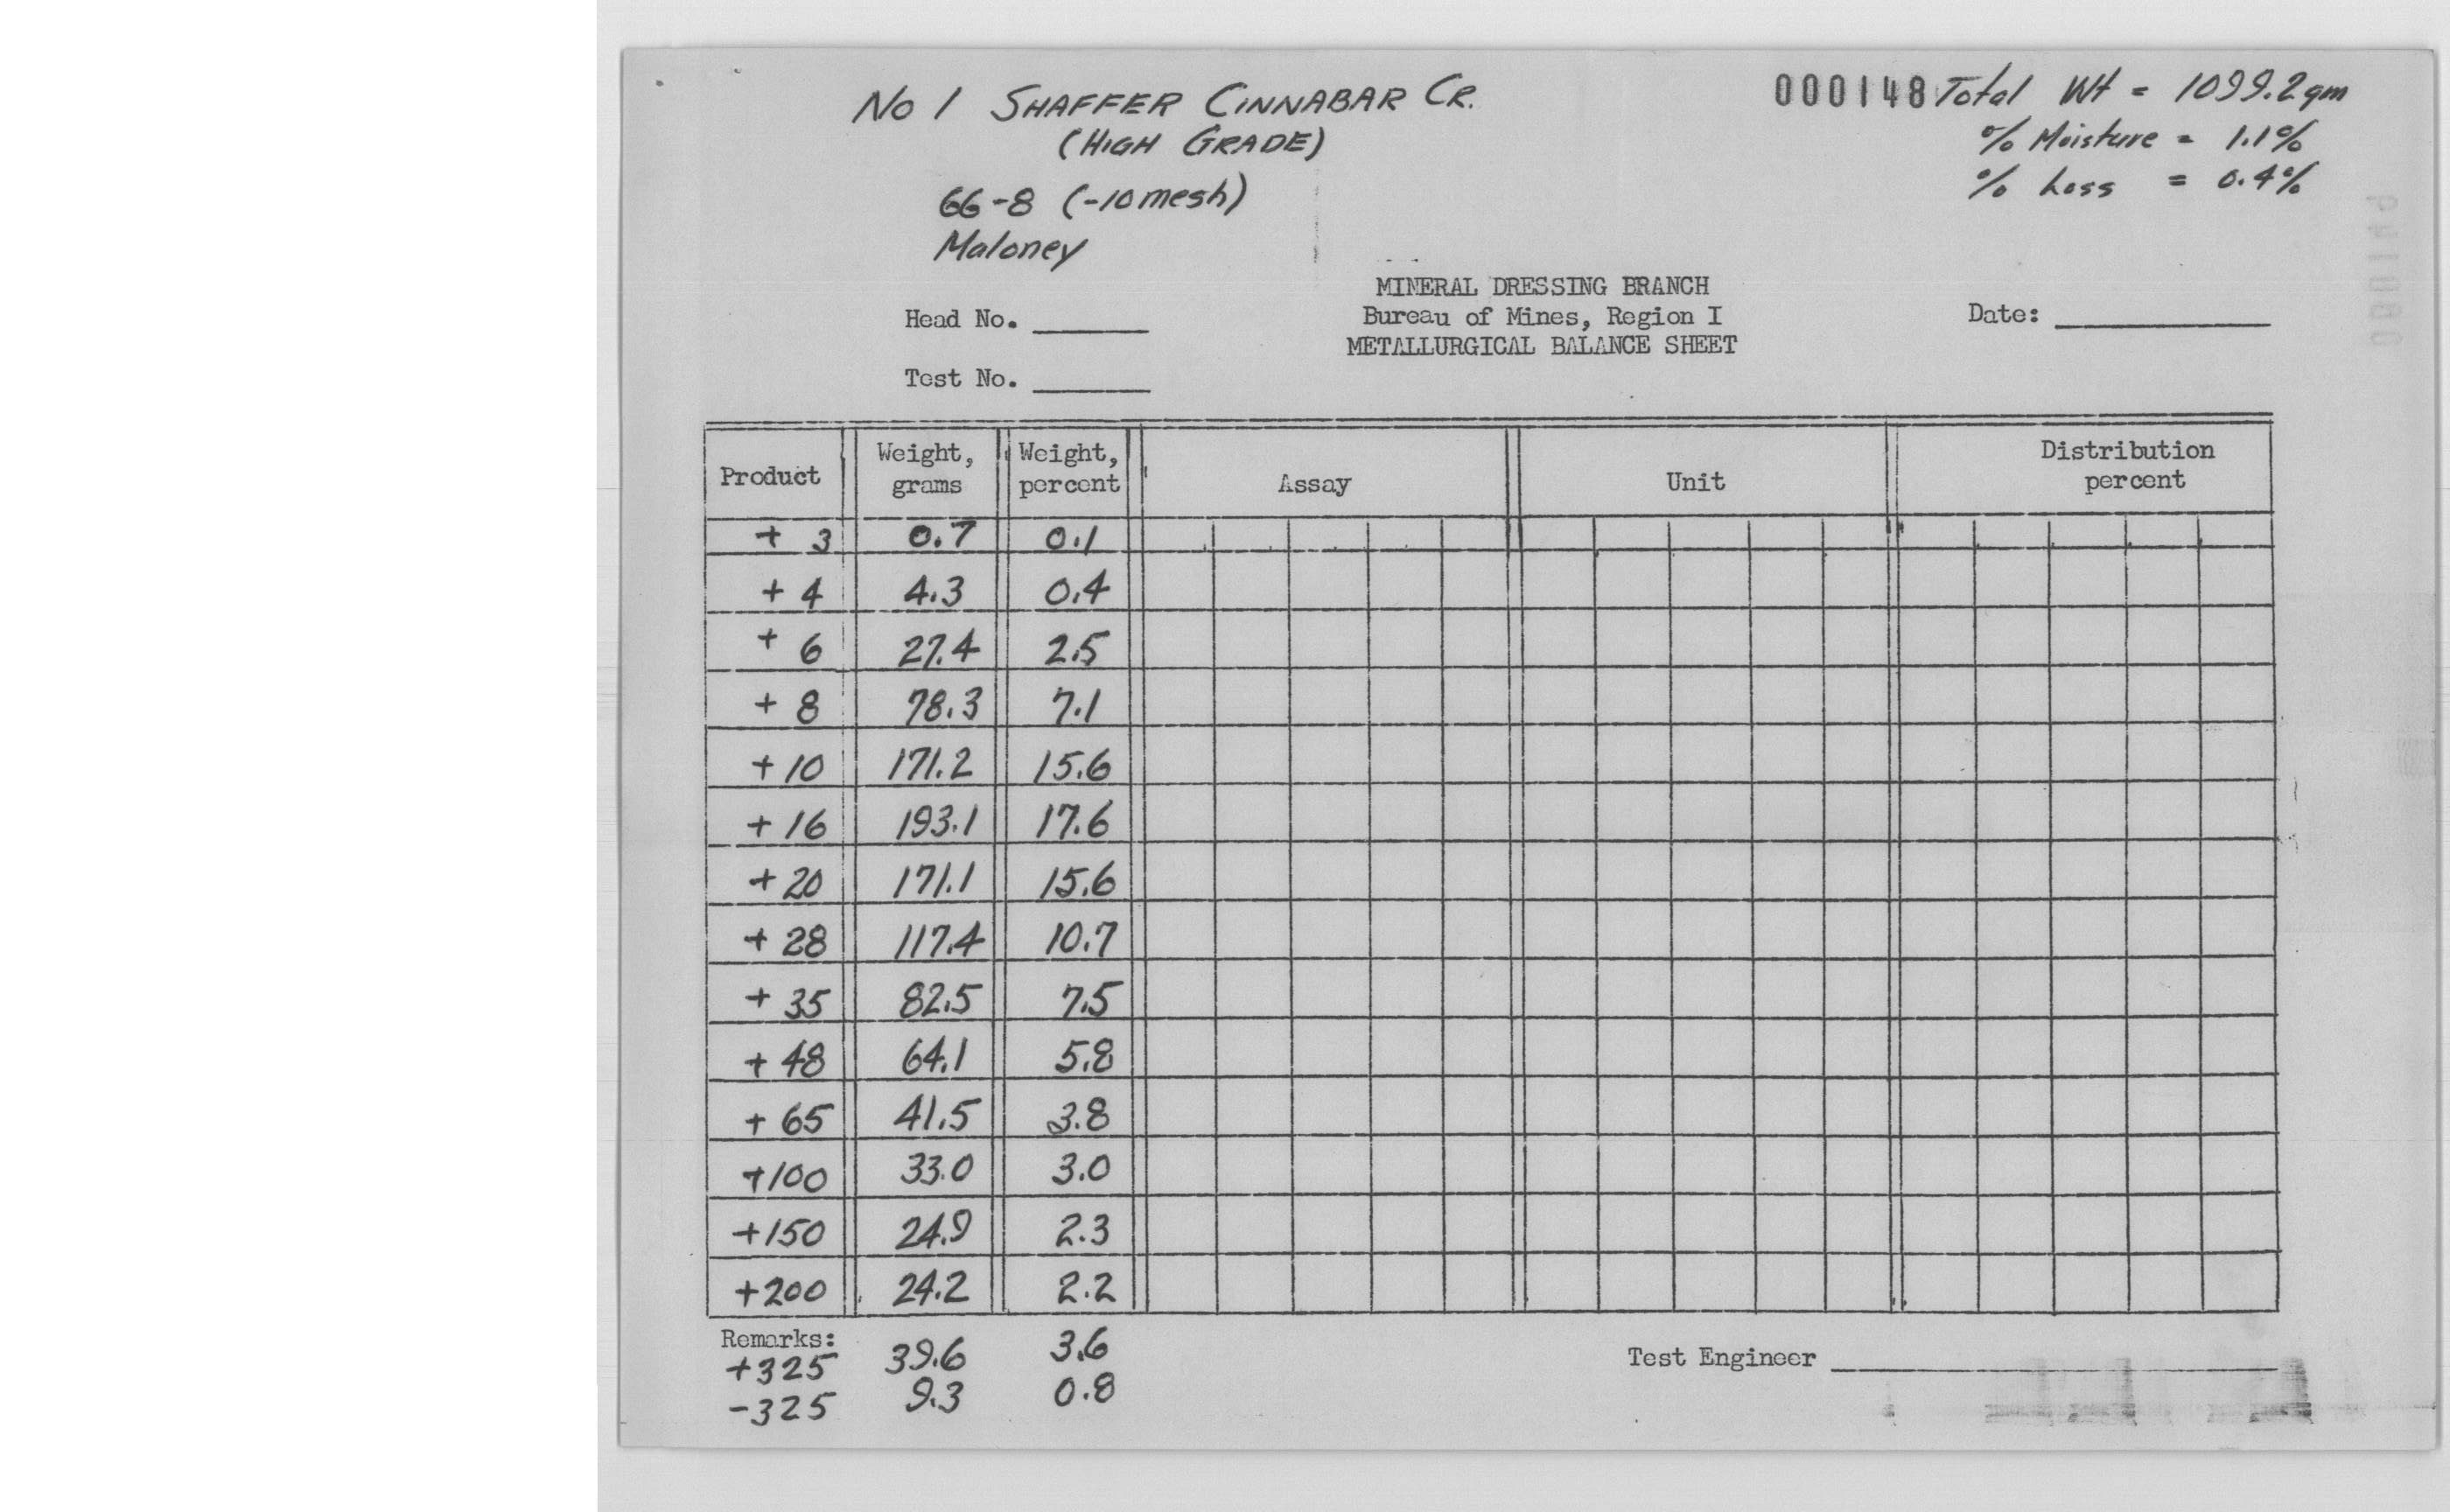 No 1 SHAFFER CINNABAR CR.
(HIGH GRADE)
66-8 (-10 mesh)
Maloney
000148 Total Wt = 1099.2 gm
% Moisture = 1.1%
% Loss = 0.4%
MINERAL DRESSING BRANCH
Bureau of Mines, Region I
METALLURGICAL BALANCE SHEET
Head No.
Test No.
Date:
Product Weight, grams Weight, percent Assay Unit Distribution percent
+ 3 0.7 0.1
+ 4 4.3 0.4
+ 6 27.4 2.5
+ 8 78.3 7.1
+ 10 171.2 15.6
+ 16 193.1 17.6
+ 20 171.1 15.6
+ 28 117.4 10.7
+ 35 82.5 7.5
+ 48 64.1 5.8
+ 65 41.5 3.8
+100 33.0 3.0
+150 24.9 2.3
+200 24.2 2.2
Remarks:
+325 39.6 3.6
-325 9.3 0.8
Test Engineer